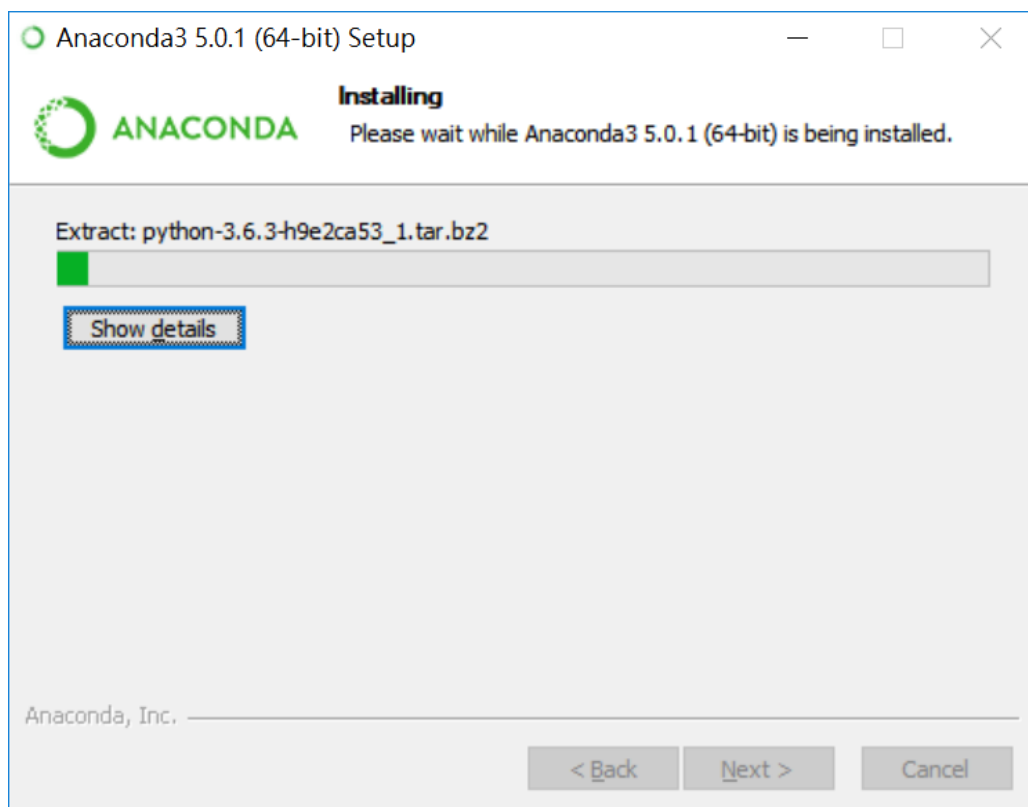 Anaconda3 5.0.1 (64-bit) Setup
ANACONDA
Installing
Please wait while Anaconda3 5.0.1 (64-bit) is being installed.
Extract: python-3.6.3-h9e2ca53_1.tar.bz2
Show details
Anaconda, Inc.
< Back Next > Cancel